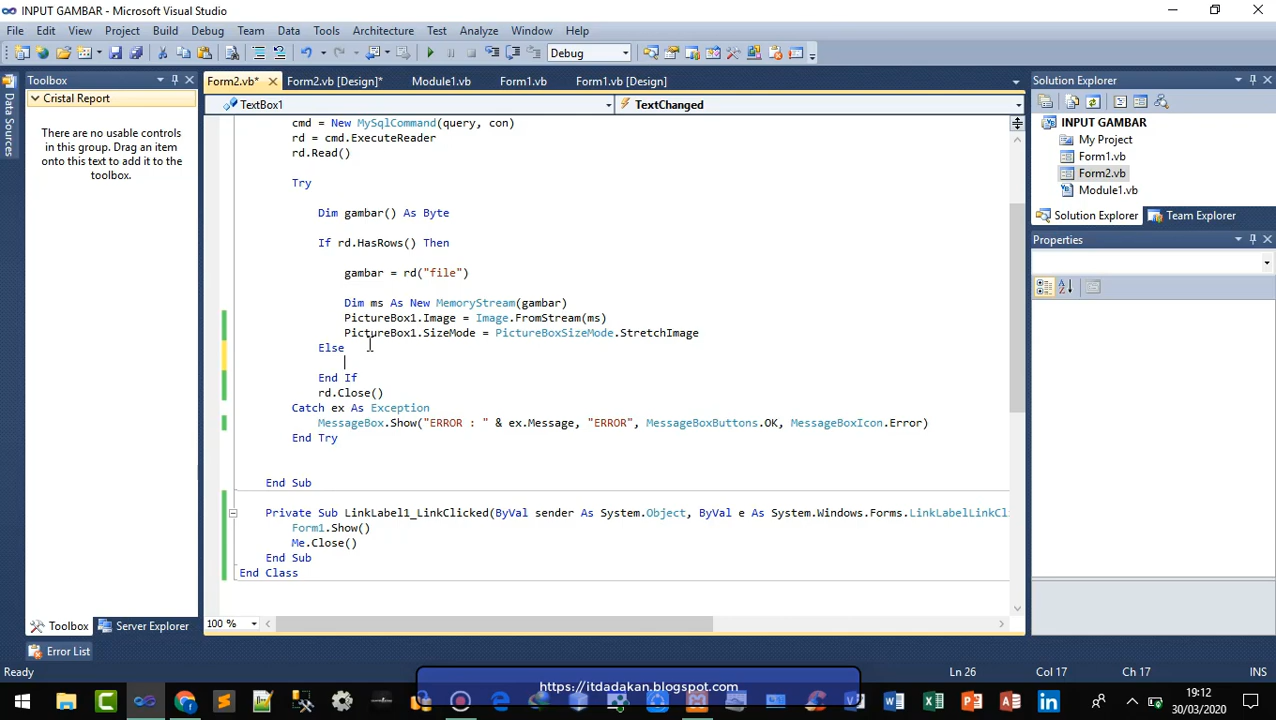 INPUT GAMBAR - Microsoft Visual Studio
File Edit View Project Build Debug Team Data Tools Architecture Test Analyze Window Help
Debug
Toolbox
Form2.vb* Form2.vb [Design]* Module1.vb Form1.vb Form1.vb [Design]
Solution Explorer
Data Sources
Cristal Report
There are no usable controls
in this group. Drag an item
onto this text to add it to the
toolbox.
TextBox1 TextChanged
cmd = New MySqlCommand(query, con)
rd = cmd.ExecuteReader
rd.Read()
Try
Dim gambar() As Byte
If rd.HasRows() Then
gambar = rd("file")
Dim ms As New MemoryStream(gambar)
PictureBox1.Image = Image.FromStream(ms)
PictureBox1.SizeMode = PictureBoxSizeMode.StretchImage
Else
End If
rd.Close()
Catch ex As Exception
MessageBox.Show("ERROR : " & ex.Message, "ERROR", MessageBoxButtons.OK, MessageBoxIcon.Error)
End Try
End Sub
Private Sub LinkLabel1_LinkClicked(ByVal sender As System.Object, ByVal e As System.Windows.Forms.LinkLabelLinkCl
Form1.Show()
Me.Close()
End Sub
End Class
100 %
INPUT GAMBAR
My Project
Form1.vb
Form2.vb
Module1.vb
Solution Explorer Team Explorer
Properties
Toolbox Server Explorer
Error List
Ready Ln 26 Col 17 Ch 17 INS
https://itdadakan.blogspot.com
19:12
30/03/2020